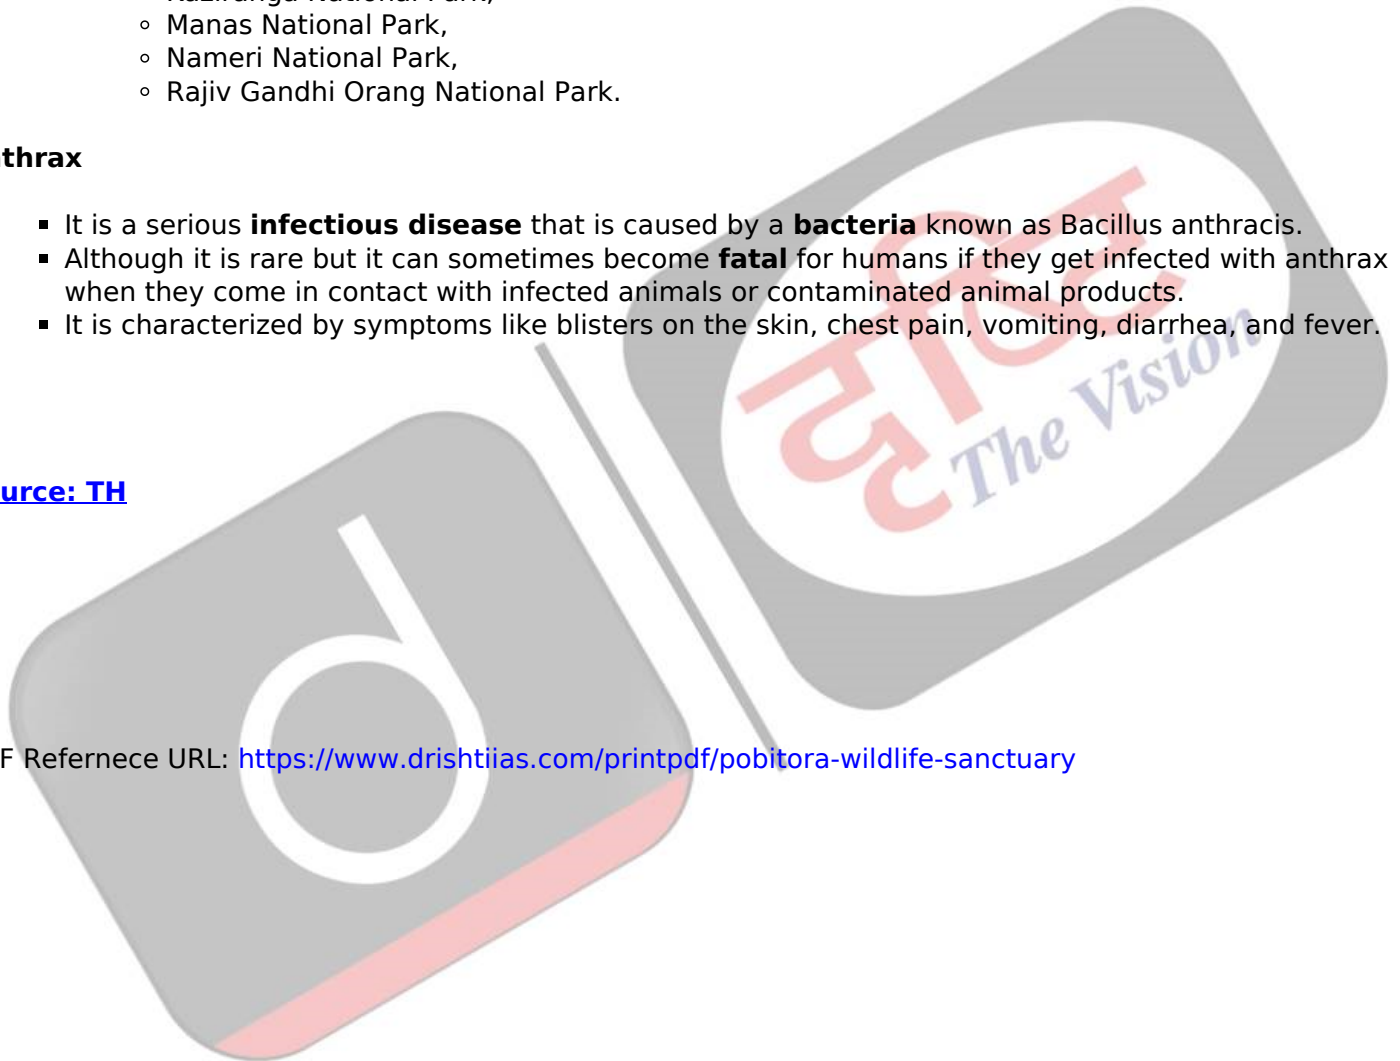 Manas National Park,
Nameri National Park,
Rajiv Gandhi Orang National Park.
thrax
It is a serious infectious disease that is caused by a bacteria known as Bacillus anthracis.
Although it is rare but it can sometimes become fatal for humans if they get infected with anthrax
when they come in contact with infected animals or contaminated animal products.
It is characterized by symptoms like blisters on the skin, chest pain, vomiting, diarrhea, and fever.
दृष्टि
The Vision
urce: TH
d
F Refernece URL: https://www.drishtiias.com/printpdf/pobitora-wildlife-sanctuary